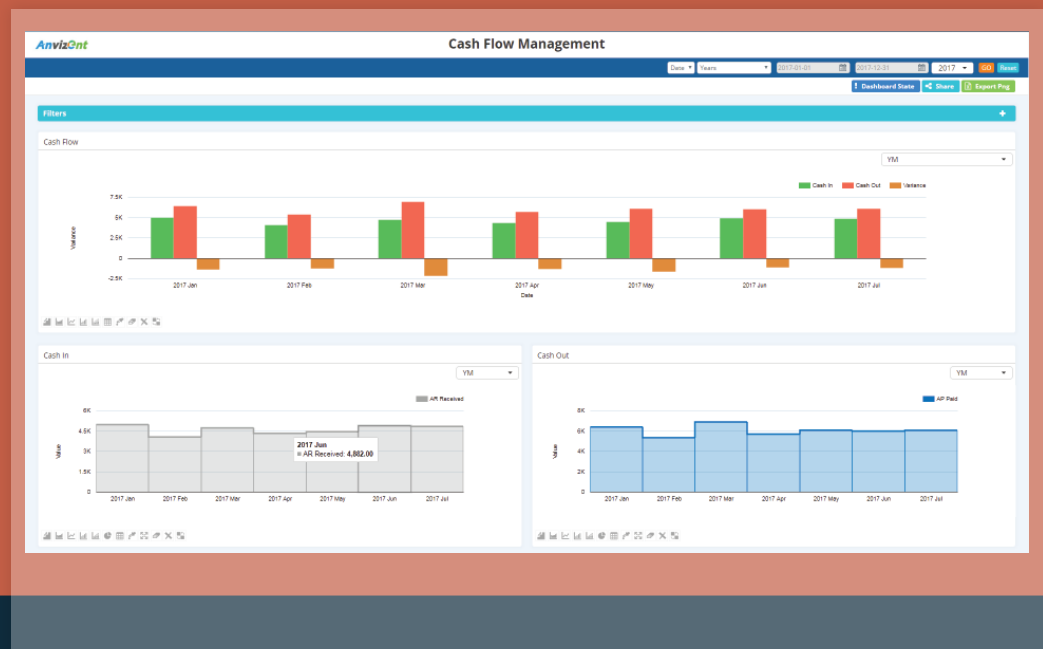 AnvizEnt
Cash Flow Management
Date Years 2017-01-01 2017-12-31 2017 GO Reset
Dashboard State Share Export Png
Filters
Cash Flow
YM
Cash In Cash Out Variance
7.5K
5K
2.5K
0
-2.5K
Variance
2017 Jan 2017 Feb 2017 Mar 2017 Apr 2017 May 2017 Jun 2017 Jul
Date
Cash In
YM
AR Received
6K
4.5K
3K
1.5K
0
Value
2017 Jun
AR Received: 4,882.00
2017 Jan 2017 Feb 2017 Mar 2017 Apr 2017 May 2017 Jun 2017 Jul
Cash Out
YM
AP Paid
8K
6K
4K
2K
0
Value
2017 Jan 2017 Feb 2017 Mar 2017 Apr 2017 May 2017 Jun 2017 Jul